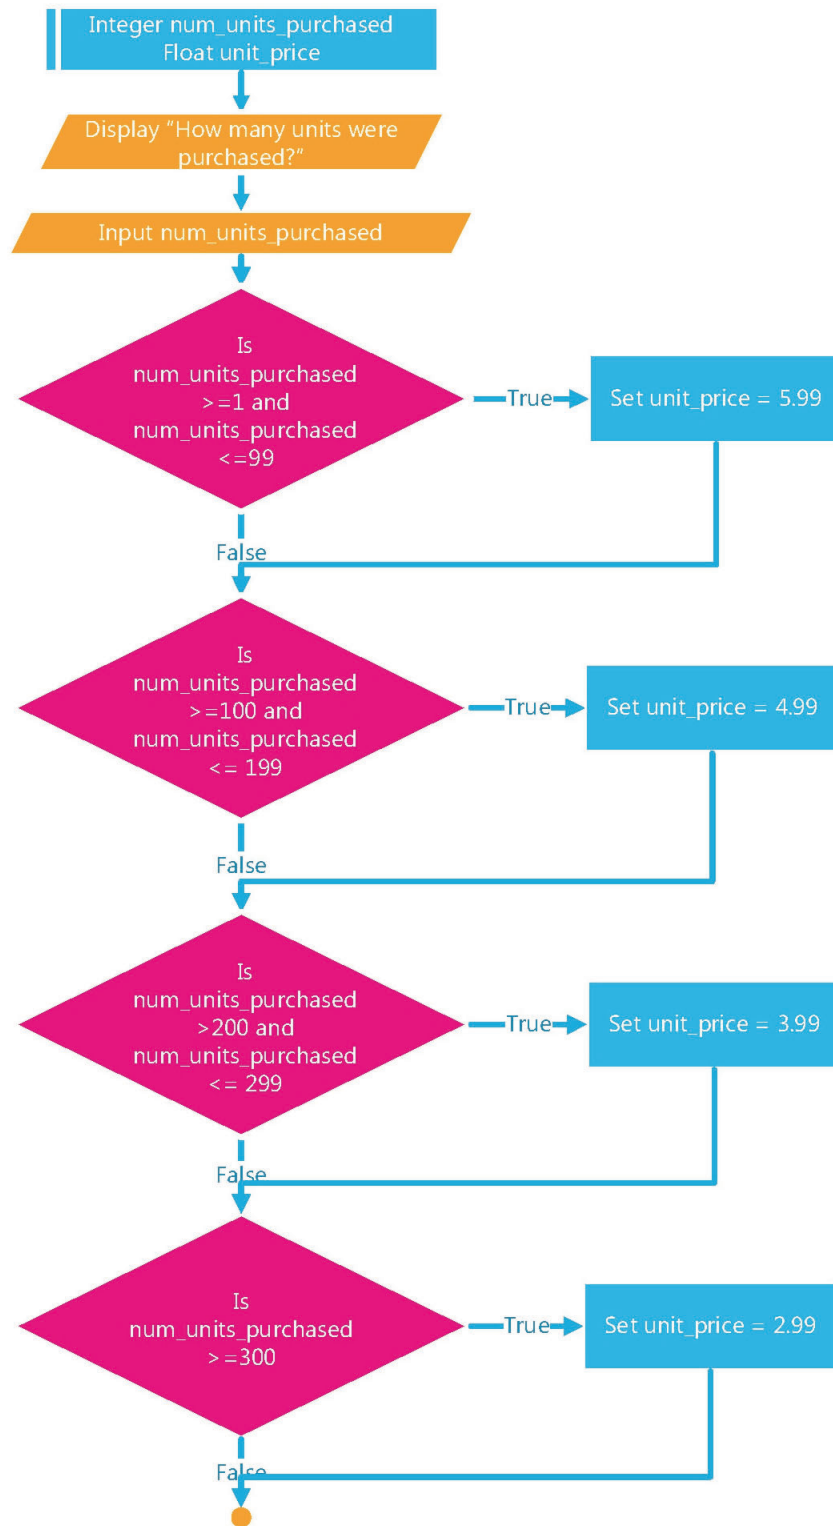 Integer num_units_purchased
Float unit_price
Display “How many units were
purchased?“
Input num_units_purchased
Is
num_units_purchased
>=1 and
num_units_purchased
<=99
True
Set unit_price = 5.99
False
Is
num_units_purchased
>=100 and
num_units_purchased
<= 199
True
Set unit_price = 4.99
False
Is
num_units_purchased
>200 and
num_units_purchased
<= 299
True
Set unit_price = 3.99
False
Is
num_units_purchased
>=300
True
Set unit_price = 2.99
False